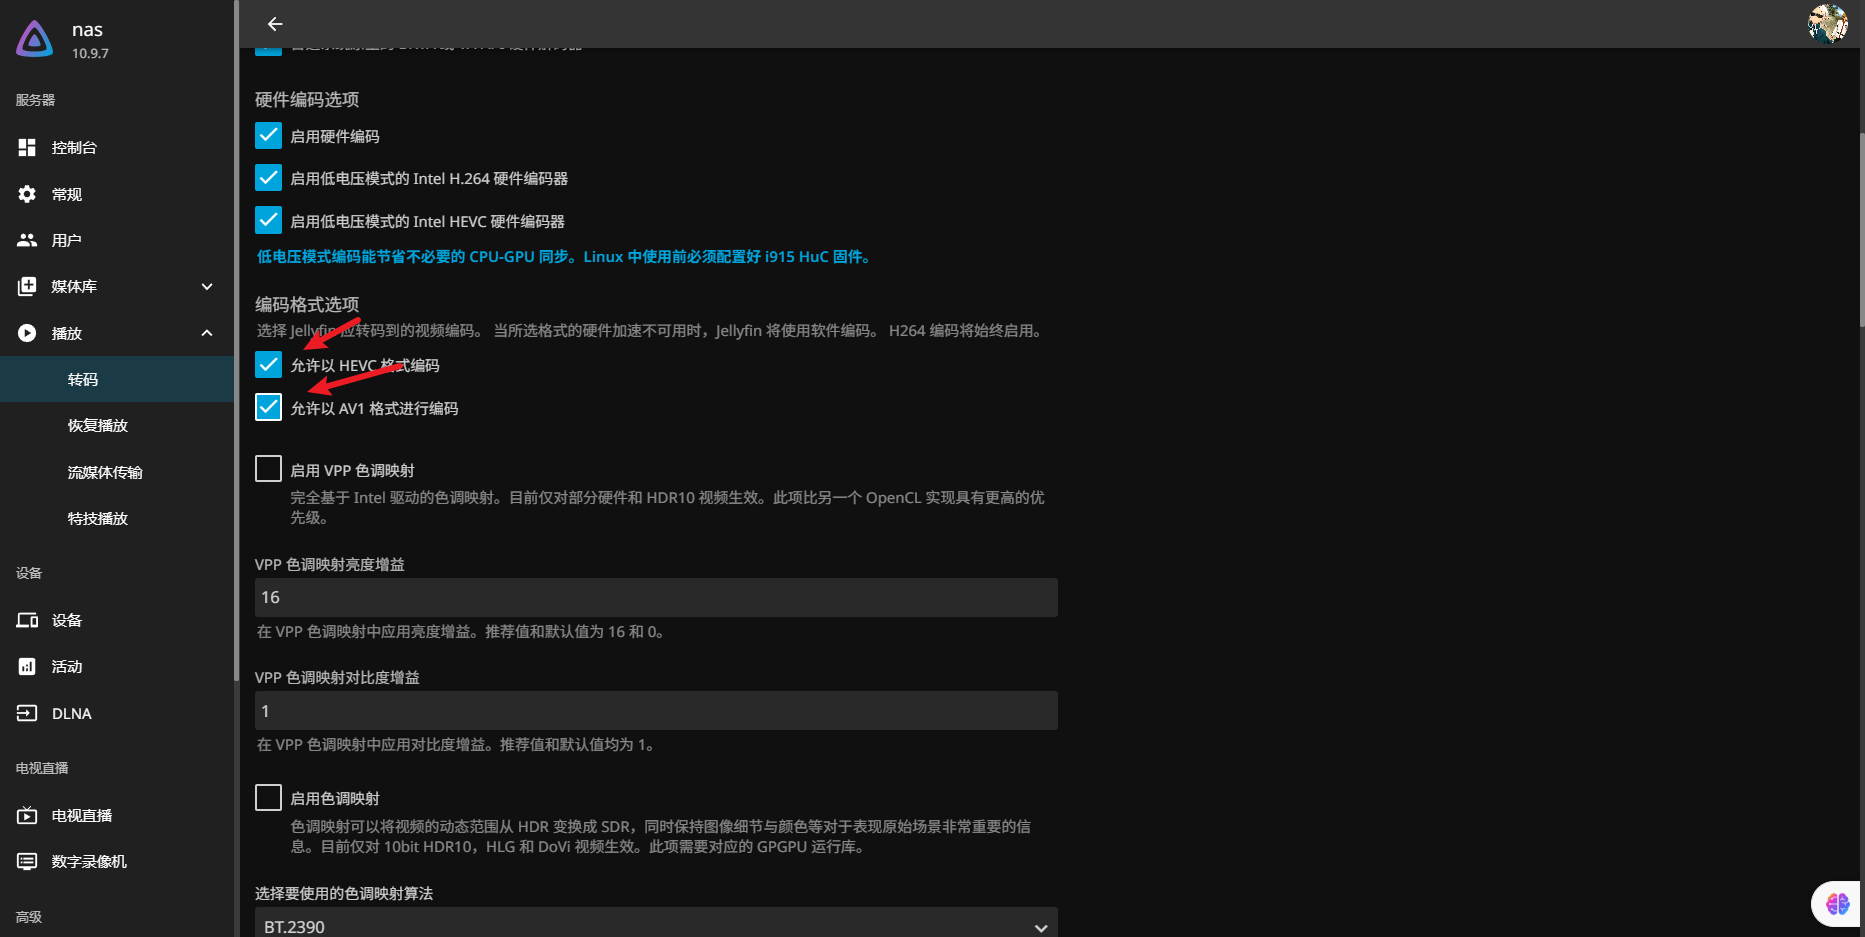 nas
10.9.7
服务器
控制台
常规
用户
媒体库
播放
转码
恢复播放
流媒体传输
特技播放
设备
设备
活动
DLNA
电视直播
电视直播
数字录像机
高级
硬件编码选项
启用硬件编码
启用低电压模式的 Intel H.264 硬件编码器
启用低电压模式的 Intel HEVC 硬件编码器
低电压模式编码能节省不必要的 CPU-GPU 同步。Linux 中使用前必须配置好 i915 HuC 固件。
编码格式选项
选择 Jellyfin 应转码到的视频编码。 当所选格式的硬件加速不可用时，Jellyfin 将使用软件编码。 H264 编码将始终启用。
允许以 HEVC 格式编码
允许以 AV1 格式进行编码
启用 VPP 色调映射
完全基于 Intel 驱动的色调映射。目前仅对部分硬件和 HDR10 视频生效。此项比另一个 OpenCL 实现具有更高的优
先级。
VPP 色调映射亮度增益
16
在 VPP 色调映射中应用亮度增益。推荐值和默认值为 16 和 0。
VPP 色调映射对比度增益
1
在 VPP 色调映射中应用对比度增益。推荐值和默认值均为 1。
启用色调映射
色调映射可以将视频的动态范围从 HDR 变换成 SDR，同时保持图像细节与颜色等对于表现原始场景非常重要的信
息。目前仅对 10bit HDR10，HLG 和 DoVi 视频生效。此项需要对应的 GPGPU 运行库。
选择要使用的色调映射算法
BT.2390